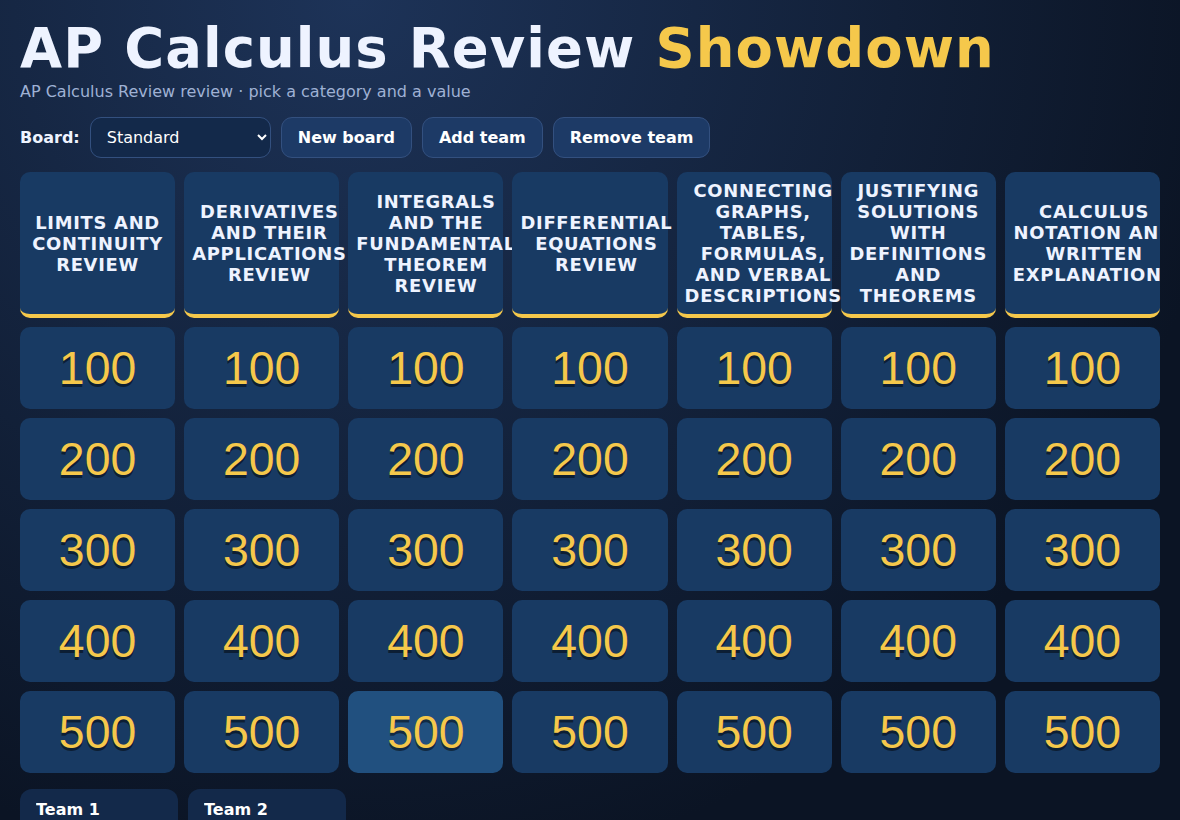 AP Calculus Review Showdown
AP Calculus Review review · pick a category and a value
Board: Standard New board Add team Remove team
LIMITS AND
CONTINUITY
REVIEW
DERIVATIVES
AND THEIR
APPLICATIONS
REVIEW
INTEGRALS
AND THE
FUNDAMENTAL
THEOREM
REVIEW
DIFFERENTIAL
EQUATIONS
REVIEW
CONNECTING
GRAPHS,
TABLES,
FORMULAS,
AND VERBAL
DESCRIPTIONS
JUSTIFYING
SOLUTIONS
WITH
DEFINITIONS
AND
THEOREMS
CALCULUS
NOTATION AN
WRITTEN
EXPLANATION
100 100 100 100 100 100 100
200 200 200 200 200 200 200
300 300 300 300 300 300 300
400 400 400 400 400 400 400
500 500 500 500 500 500 500
Team 1 Team 2